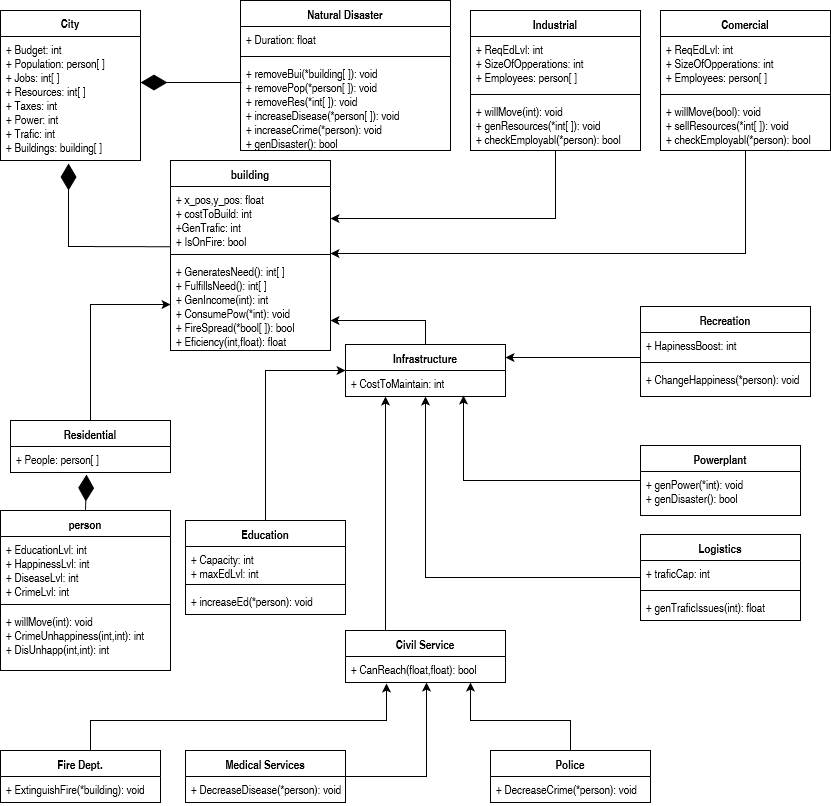 City
+ Budget: int
+ Population: person[ ]
+ Jobs: int[ ]
+ Resources: int[ ]
+ Taxes: int
+ Power: int
+ Trafic: int
+ Buildings: building[ ]
Natural Disaster
+ Duration: float
+ removeBui(*building[ ]): void
+ removePop(*person[ ]): void
+ removeRes(*int[ ]): void
+ increaseDisease(*person[ ]): void
+ increaseCrime(*person): void
+ genDisaster(): bool
Industrial
+ ReqEdLvl: int
+ SizeOfOpperations: int
+ Employees: person[ ]
+ willMove(int): void
+ genResources(*int[ ]): void
+ checkEmployabl(*person): bool
Comercial
+ ReqEdLvl: int
+ SizeOfOpperations: int
+ Employees: person[ ]
+ willMove(bool): void
+ sellResources(*int[ ]): void
+ checkEmployabl(*person): bool
building
+ x_pos,y_pos: float
+ costToBuild: int
+GenTrafic: int
+ IsOnFire: bool
+ GeneratesNeed(): int[ ]
+ FulfillsNeed(): int[ ]
+ GenIncome(int): int
+ ConsumePow(*int): void
+ FireSpread(*bool[ ]): bool
+ Eficiency(int,float): float
Infrastructure
+ CostToMaintain: int
Recreation
+ HapinessBoost: int
+ ChangeHappiness(*person): void
Residential
+ People: person[ ]
Powerplant
+ genPower(*int): void
+ genDisaster(): bool
person
+ EducationLvl: int
+ HappinessLvl: int
+ DiseaseLvl: int
+ CrimeLvl: int
+ willMove(int): void
+ CrimeUnhappiness(int,int): int
+ DisUnhapp(int,int): int
Education
+ Capacity: int
+ maxEdLvl: int
+ increaseEd(*person): void
Logistics
+ traficCap: int
+ genTraficIssues(int): float
Civil Service
+ CanReach(float,float): bool
Fire Dept.
+ ExtinguishFire(*building): void
Medical Services
+ DecreaseDisease(*person): void
Police
+ DecreaseCrime(*person): void